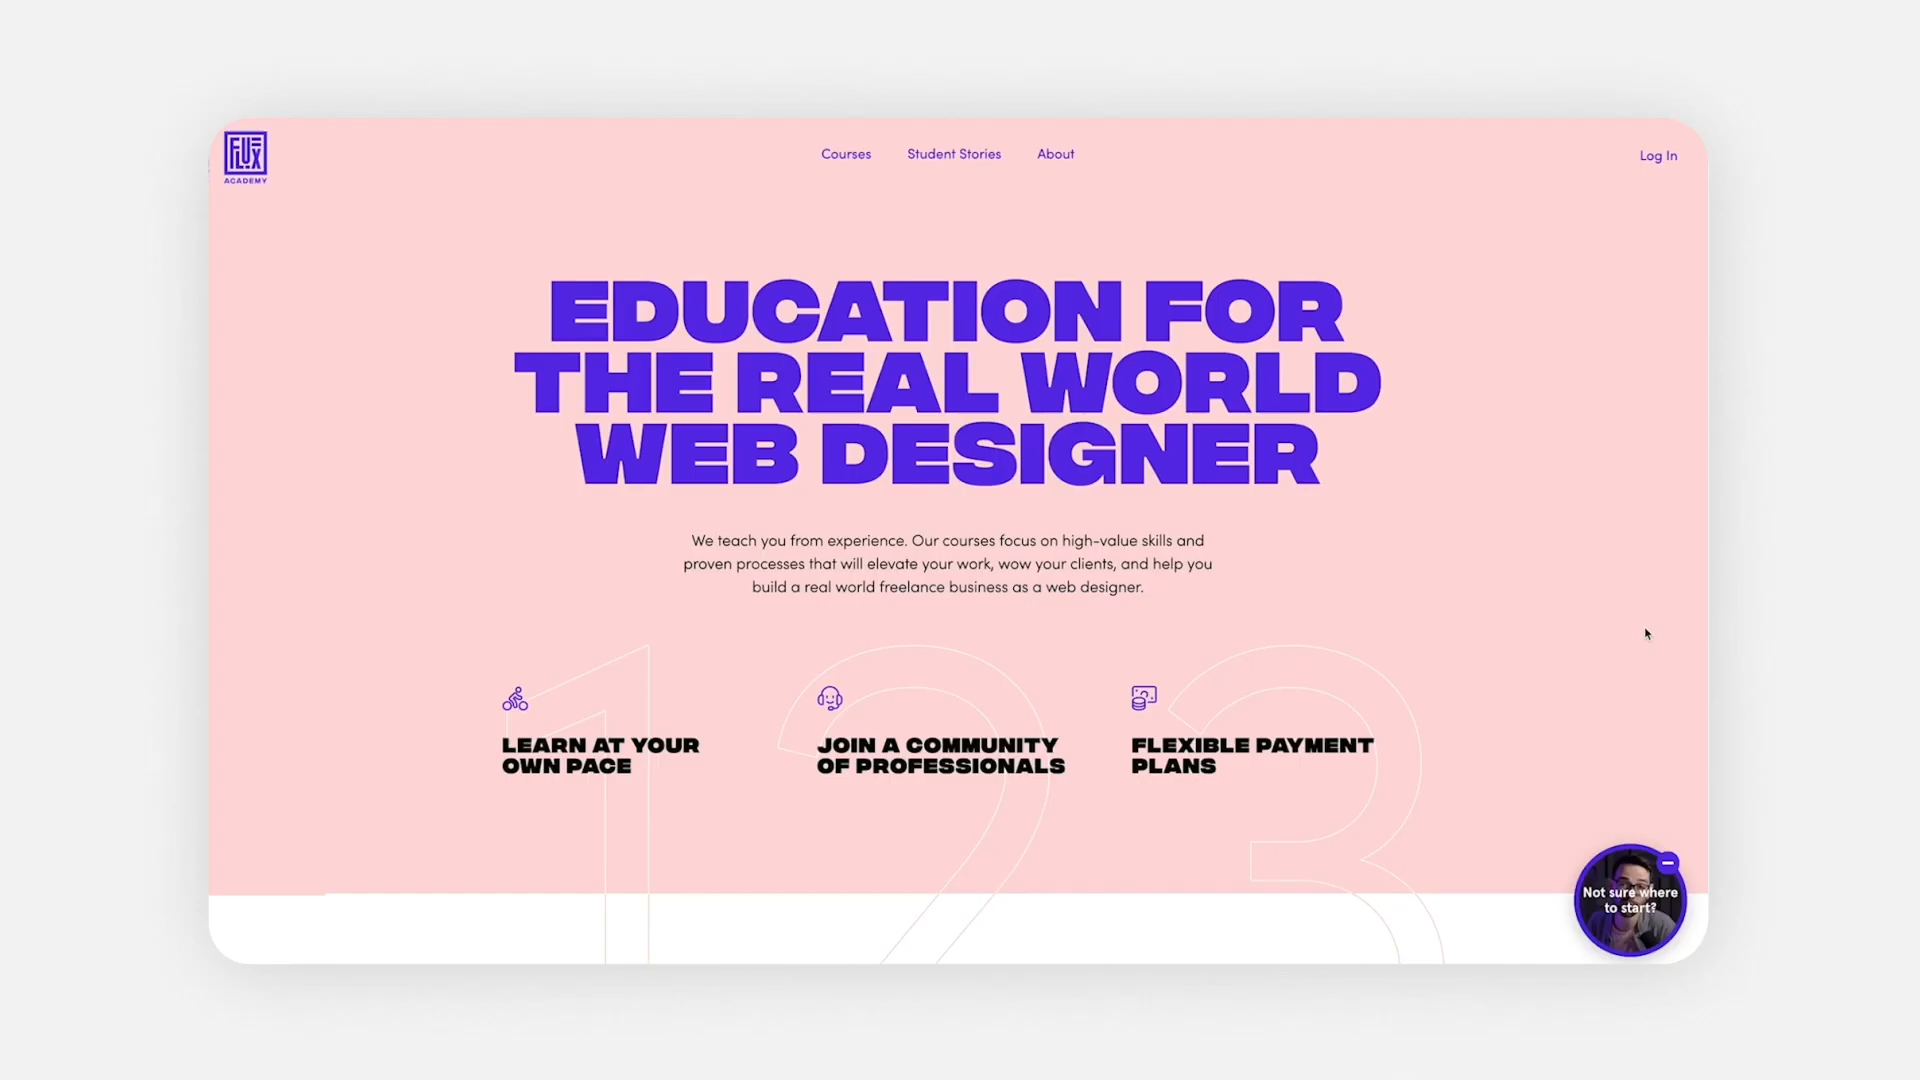 FLUX
ACADEMY
Courses
Student Stories
About
Log In
EDUCATION FOR
THE REAL WORLD
WEB DESIGNER
We teach you from experience. Our courses focus on high-value skills and
proven processes that will elevate your work, wow your clients, and help you
build a real world freelance business as a web designer.
1
2
3
LEARN AT YOUR
OWN PACE
JOIN A COMMUNITY
OF PROFESSIONALS
FLEXIBLE PAYMENT
PLANS
Not sure where
to start?